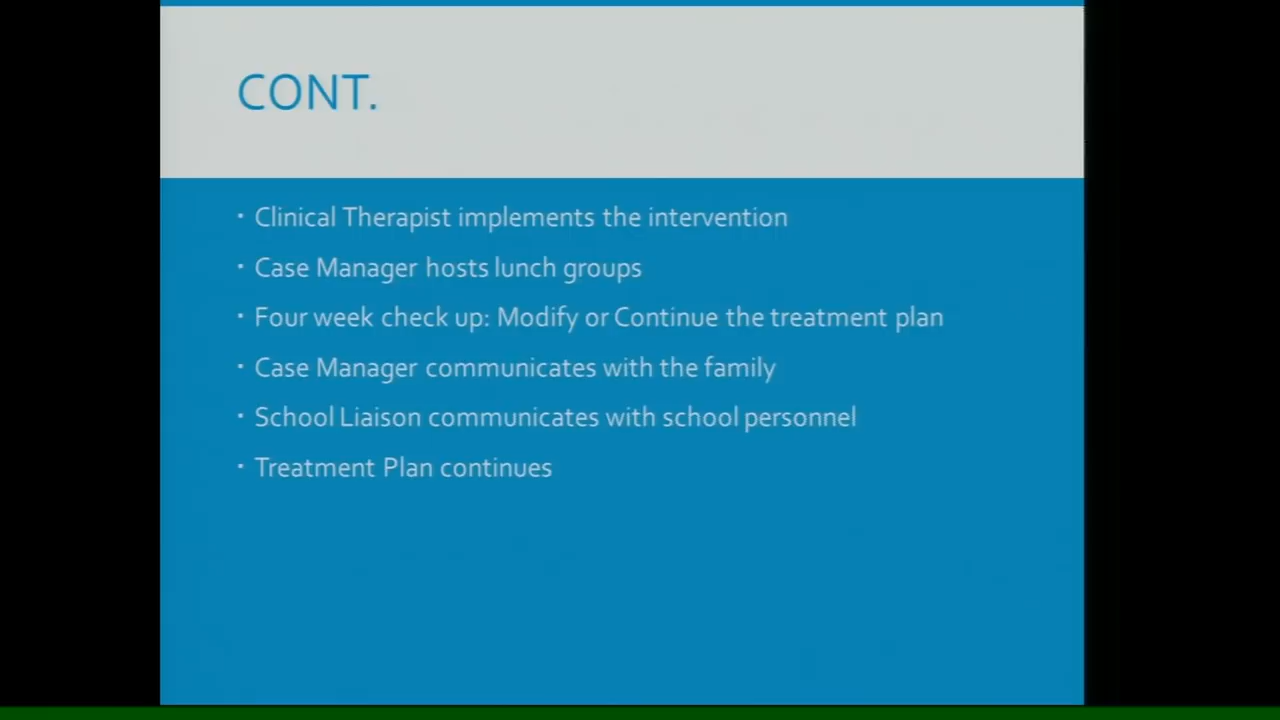 CONT.
· Clinical Therapist implements the intervention
· Case Manager hosts lunch groups
· Four week check up: Modify or Continue the treatment plan
· Case Manager communicates with the family
· School Liaison communicates with school personnel
· Treatment Plan continues